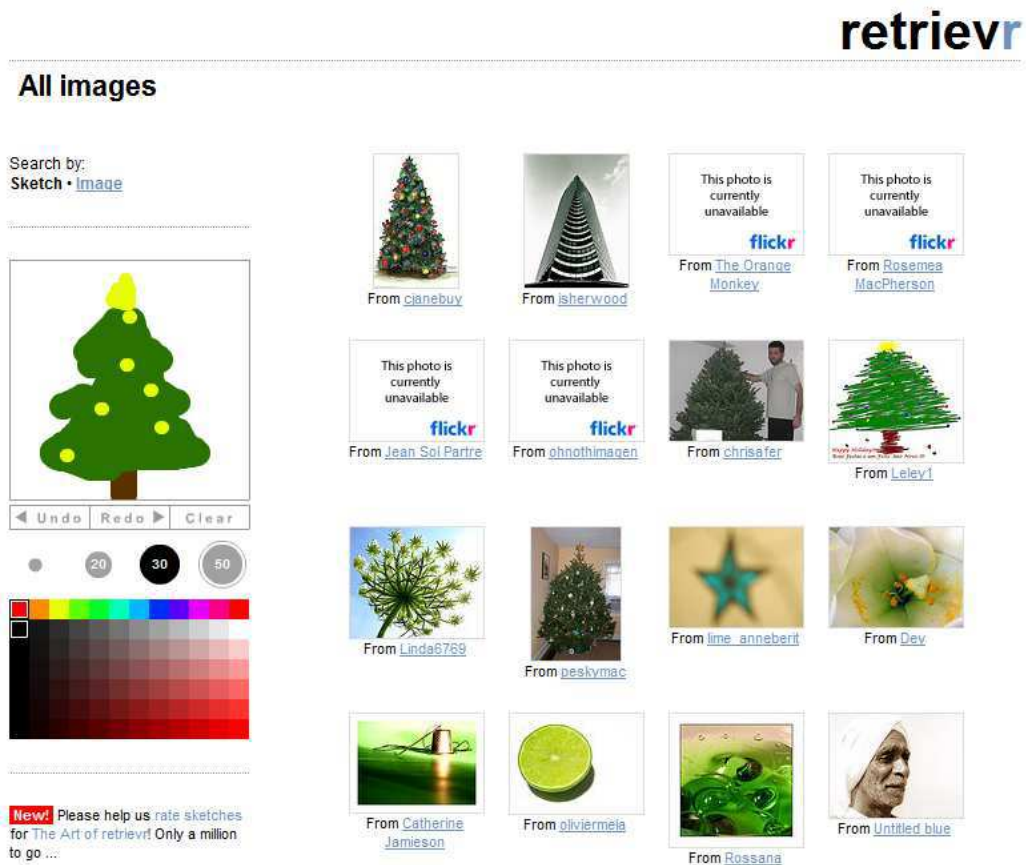 retrievr
All images
Search by:
Sketch • Image
From cjanebuy
From isherwood
This photo is
currently
unavailable
flickr
From The Orange
Monkey
This photo is
currently
unavailable
flickr
From Rosemea
MacPherson
This photo is
currently
unavailable
flickr
From Jean Sol Partre
This photo is
currently
unavailable
flickr
From ohnothimagen
From chrisafer
From Leley1
Undo Redo Clear
20 30 50
From Linda6769
From peskymac
From lime_anneberit
From Dey
New! Please help us rate sketches
for The Art of retrievr! Only a million
to go ...
From Catherine
Jamieson
From oliviermeia
From Rossana
From Untitled blue